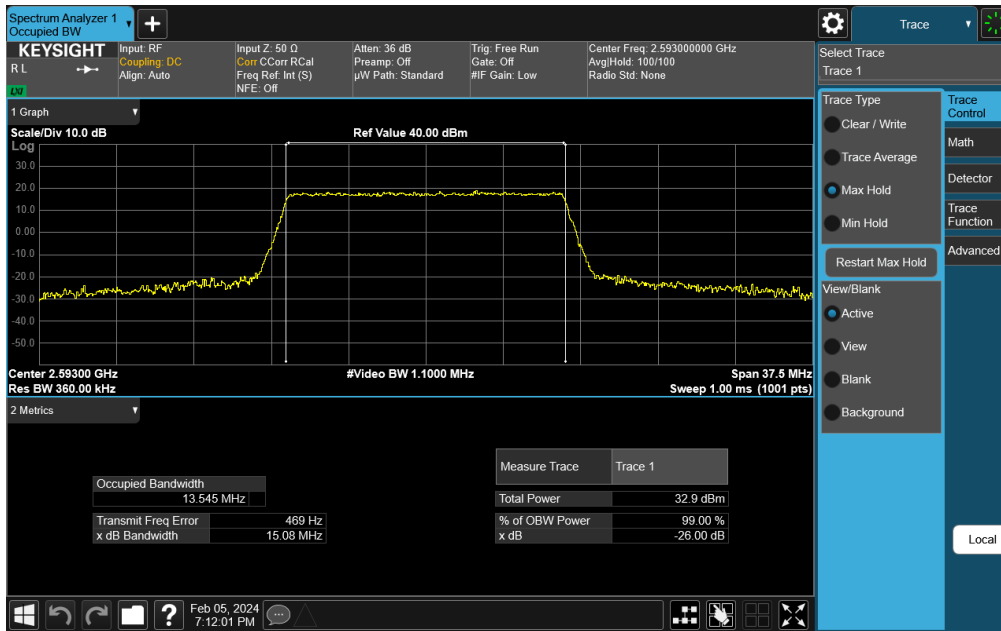 Spectrum Analyzer 1
Occupied BW
Trace
KEYSIGHT
R L
LXI
Input: RF
Coupling: DC
Align: Auto
Input Z: 50 Ω
Corr CCorr RCal
Freq Ref: Int (S)
NFE: Off
Atten: 36 dB
Preamp: Off
µW Path: Standard
Trig: Free Run
Gate: Off
#IF Gain: Low
Center Freq: 2.593000000 GHz
Avg|Hold: 100/100
Radio Std: None
Select Trace
Trace 1
1 Graph
Scale/Div 10.0 dB
Ref Value 40.00 dBm
Log
30.0
20.0
10.0
0.00
-10.0
-20.0
-30.0
-40.0
-50.0
Center 2.59300 GHz
#Video BW 1.1000 MHz
Span 37.5 MHz
Res BW 360.00 kHz
Sweep 1.00 ms (1001 pts)
Trace Type
Clear / Write
Trace Average
Max Hold
Min Hold
Restart Max Hold
View/Blank
Active
View
Blank
Background
Trace
Control
Math
Detector
Trace
Function
Advanced
2 Metrics
Occupied Bandwidth
13.545 MHz
Transmit Freq Error 469 Hz
x dB Bandwidth 15.08 MHz
Measure Trace Trace 1
Total Power 32.9 dBm
% of OBW Power 99.00 %
x dB -26.00 dB
Local
?
Feb 05, 2024
7:12:01 PM